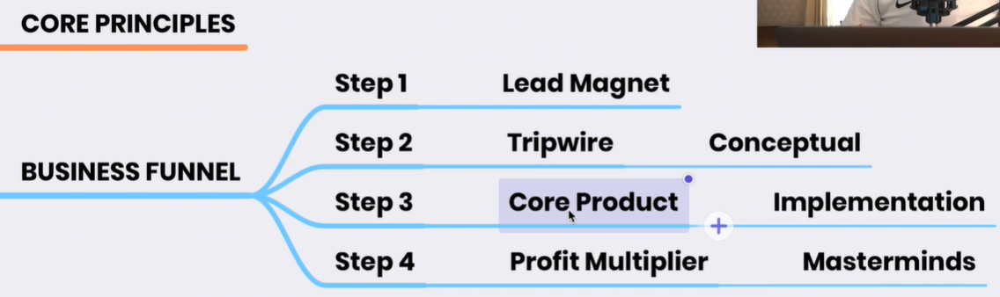 CORE PRINCIPLES
Step 1 Lead Magnet
Step 2 Tripwire Conceptual
BUSINESS FUNNEL
Step 3 Core Product Implementation
Step 4 Profit Multiplier Masterminds